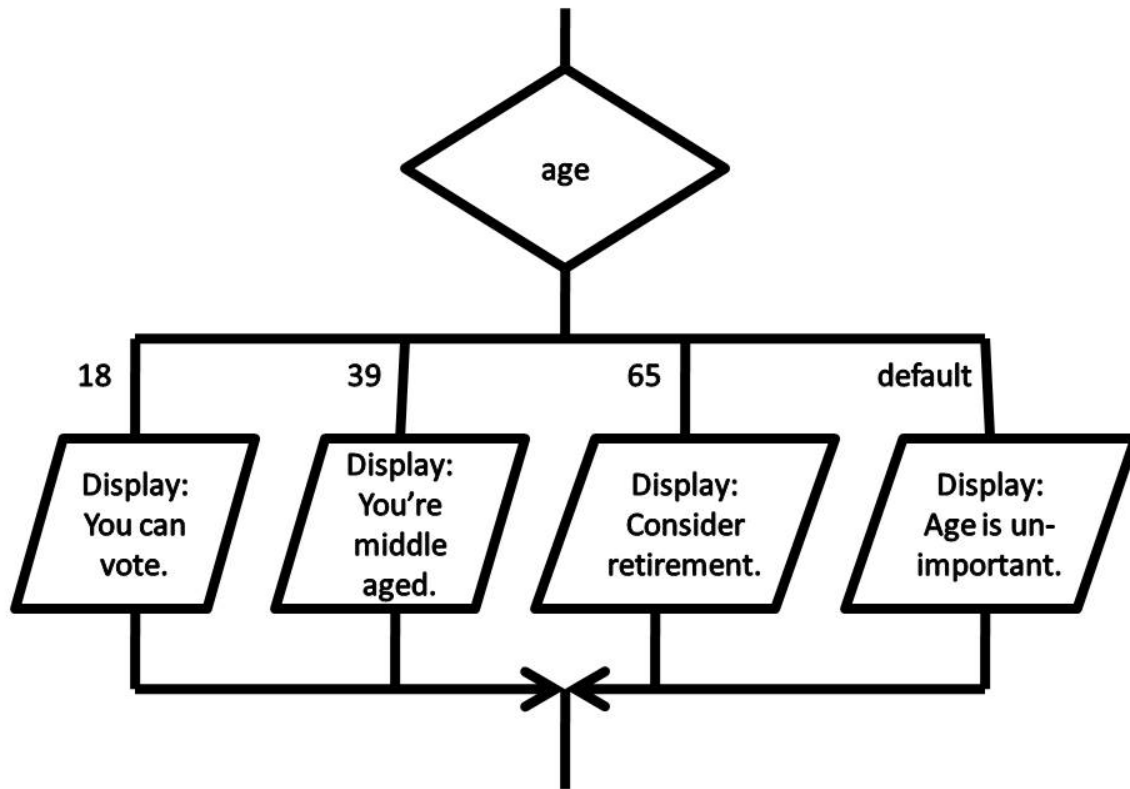 age
18
39
65
default
Display:
You can
vote.
Display:
You’re
middle
aged.
Display:
Consider
retirement.
Display:
Age is un-
important.